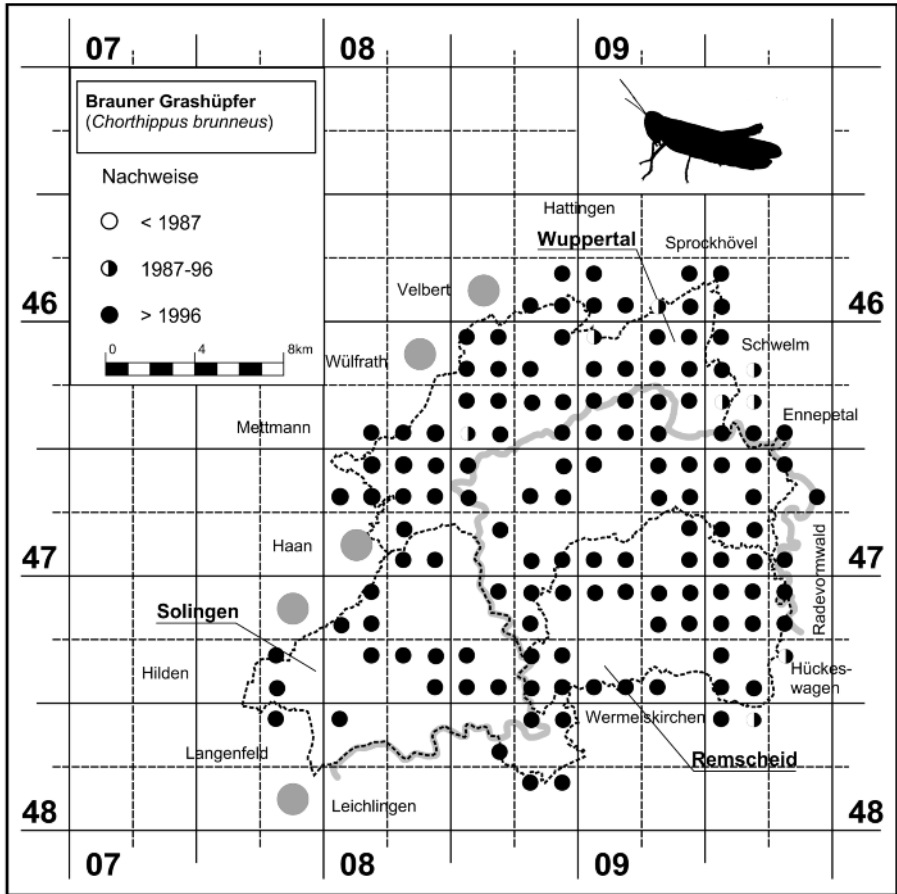 07 08 09
Brauner Grashüpfer
(Chorthippus brunneus)
Nachweise
< 1987
1987-96
> 1996
0 4 8km
Hattingen
Wuppertal
Sprockhövel
Velbert
46 46
Wülfrath
Schwelm
Mettmann
Ennepetal
Haan
47 47
Radevormwald
Solingen
Hilden
Hückes-
wagen
Wermelskirchen
Langenfeld
Remscheid
Leichlingen
48 48
07 08 09